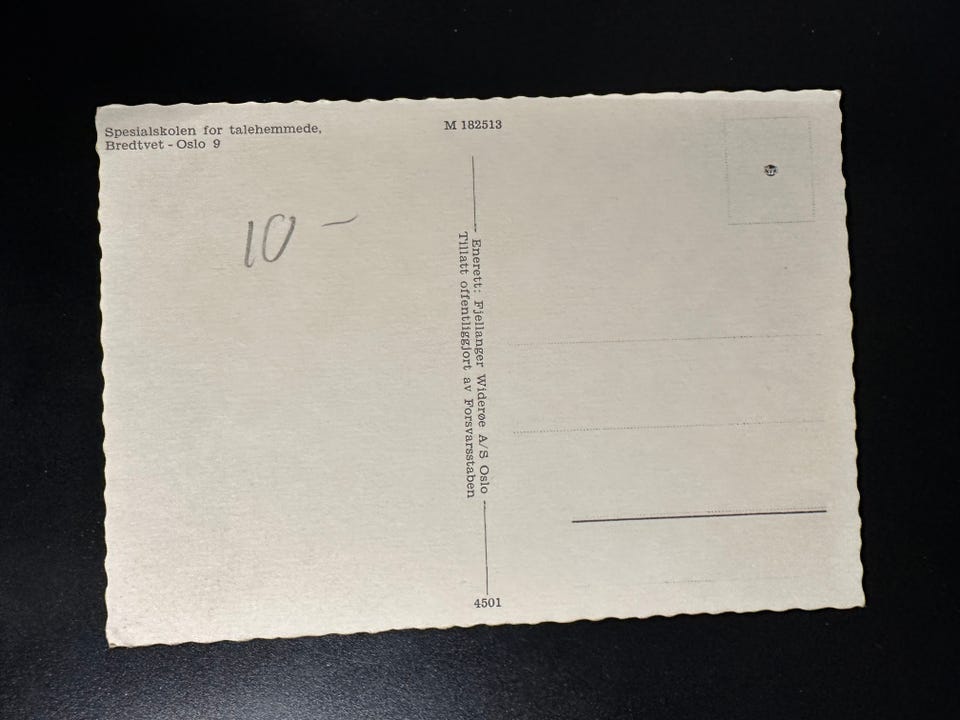 Spesialskolen for talehemmede,
Bredtvet - Oslo 9
M 182513
10 –
Enerett: Fjellanger Widerøe A/S Oslo
Tillatt offentliggjort av Forsvarsstaben
4501